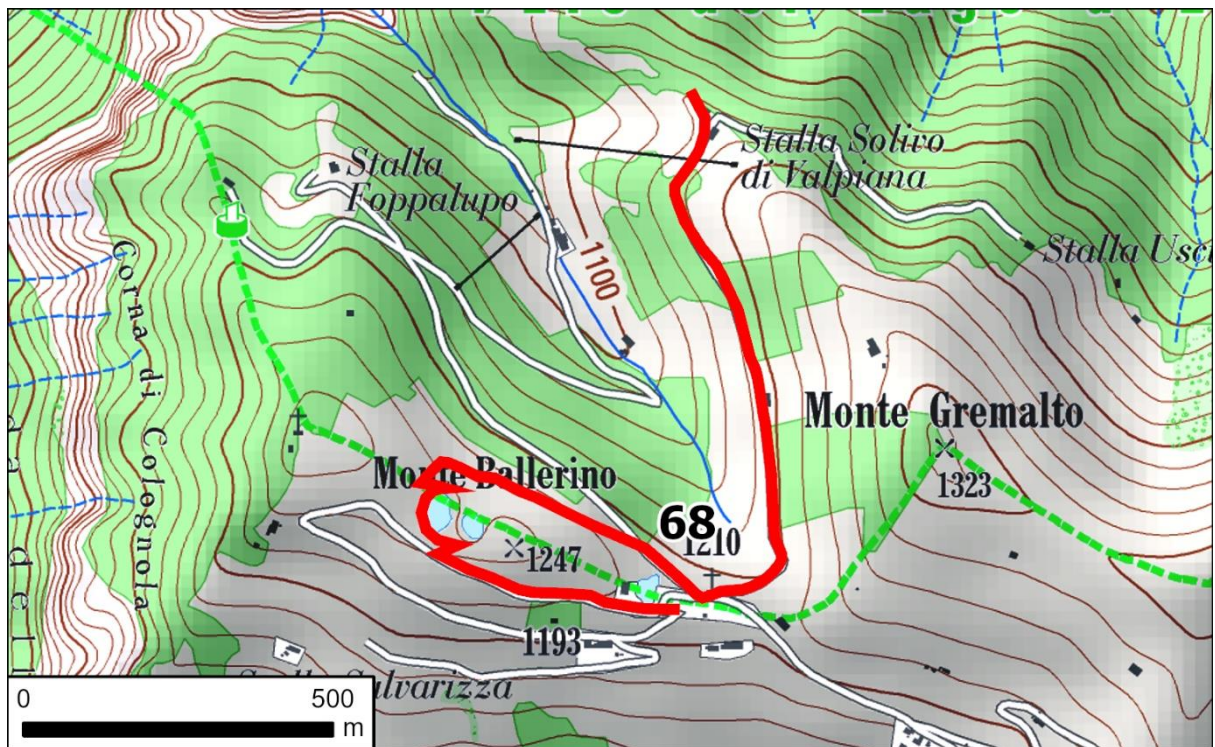 Stalla
Foppalupo
Stalla Solivo
di Valpiana
Stalla
1100
Corna di Colognola
Monte Gremalto
1323
Monte Ballerino
68
1210
1247
1193
0 500
m